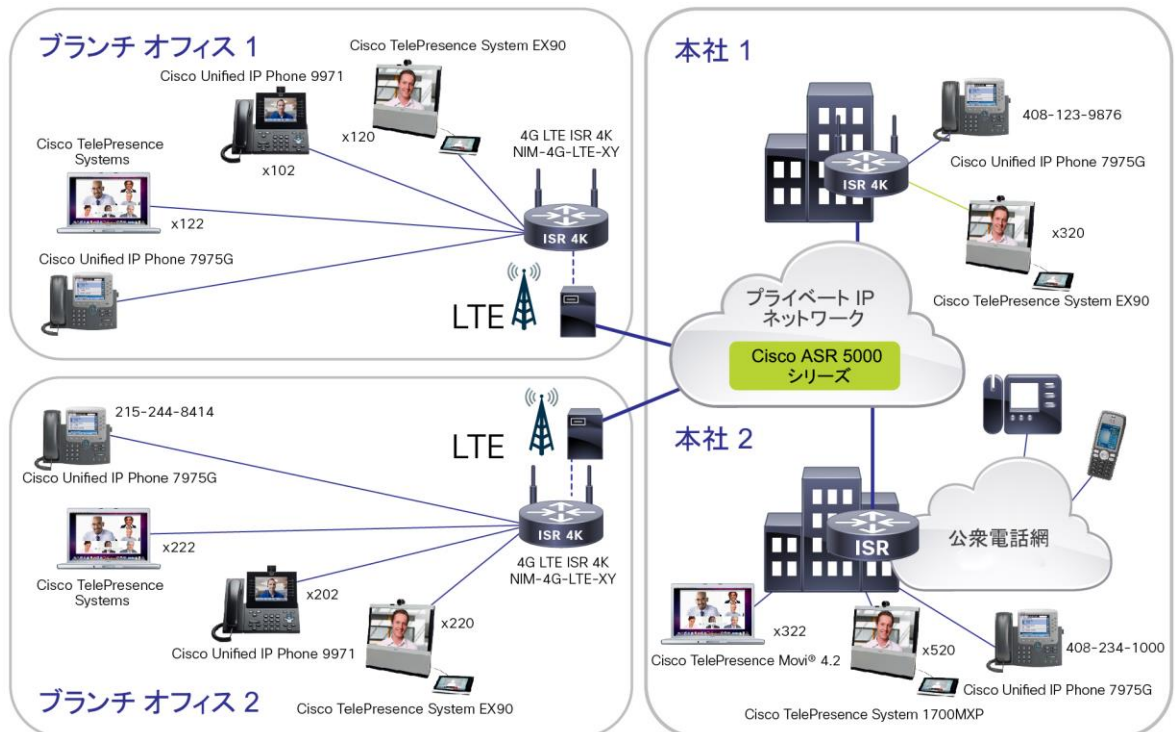 ブランチ オフィス 1
Cisco TelePresence System EX90
Cisco Unified IP Phone 9971
x120
4G LTE ISR 4K
NIM-4G-LTE-XY
Cisco TelePresence
Systems
x102
x122
ISR 4K
Cisco Unified IP Phone 7975G
LTE
本社 1
408-123-9876
Cisco Unified IP Phone 7975G
ISR 4K
x320
Cisco TelePresence System EX90
プライベート IP
ネットワーク
Cisco ASR 5000
シリーズ
215-244-8414
Cisco Unified IP Phone 7975G
LTE
x222
Cisco TelePresence
Systems
ISR 4K
4G LTE ISR 4K
NIM-4G-LTE-XY
x202
x220
Cisco Unified IP Phone 9971
Cisco TelePresence System EX90
ブランチ オフィス 2
本社 2
ISR
公衆電話網
x322
Cisco TelePresence Movi® 4.2
x520
408-234-1000
Cisco Unified IP Phone 7975G
Cisco TelePresence System 1700MXP